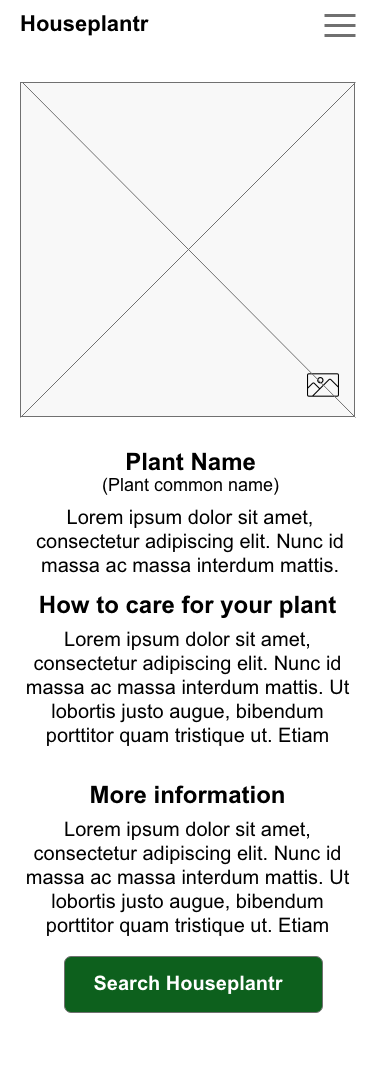 Houseplantr
Plant Name
(Plant common name)
Lorem ipsum dolor sit amet,
consectetur adipiscing elit. Nunc id
massa ac massa interdum mattis.
How to care for your plant
Lorem ipsum dolor sit amet,
consectetur adipiscing elit. Nunc id
massa ac massa interdum mattis. Ut
lobortis justo augue, bibendum
porttitor quam tristique ut. Etiam
More information
Lorem ipsum dolor sit amet,
consectetur adipiscing elit. Nunc id
massa ac massa interdum mattis. Ut
lobortis justo augue, bibendum
porttitor quam tristique ut. Etiam
Search Houseplantr